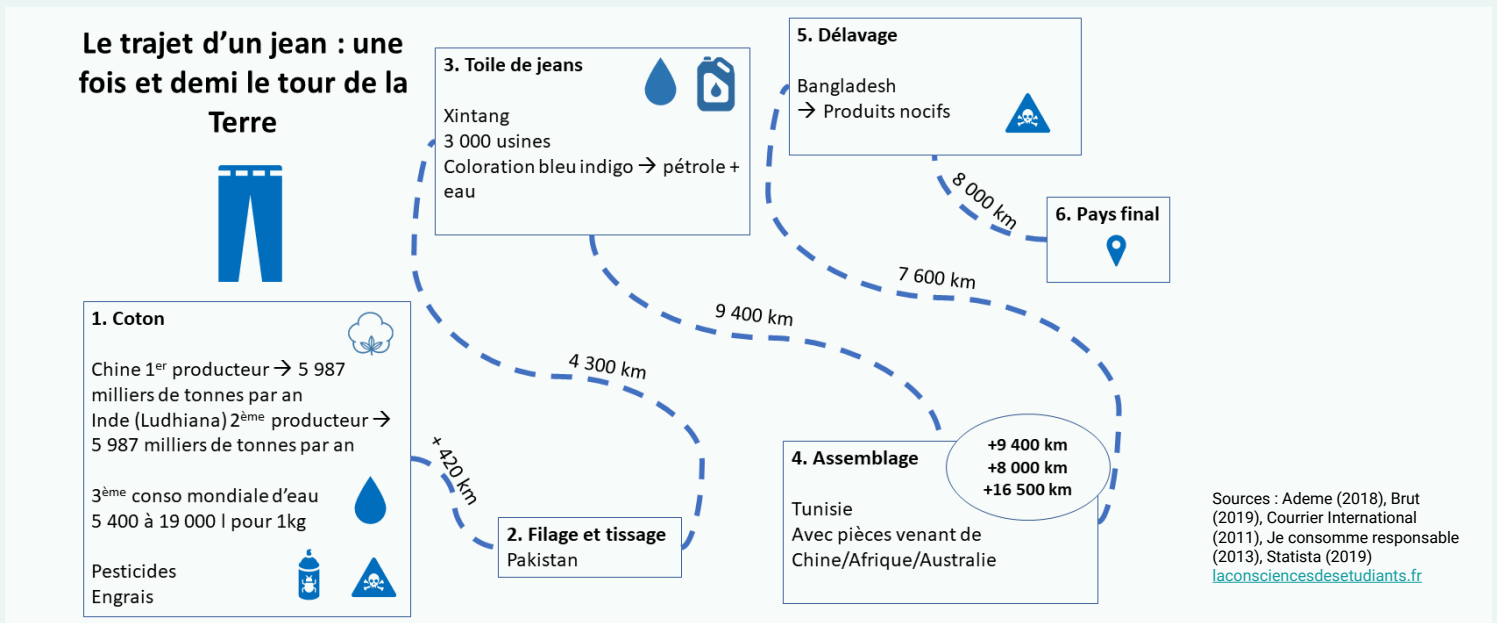 Le trajet d’un jean : une
fois et demi le tour de la
Terre
1. Coton
Chine 1er producteur → 5 987
milliers de tonnes par an
Inde (Ludhiana) 2ème producteur →
5 987 milliers de tonnes par an
3ème conso mondiale d’eau
5 400 à 19 000 l pour 1kg
Pesticides
Engrais
+ 420 km
2. Filage et tissage
Pakistan
4 300 km
3. Toile de jeans
Xintang
3 000 usines
Coloration bleu indigo → pétrole +
eau
9 400 km
4. Assemblage
Tunisie
Avec pièces venant de
Chine/Afrique/Australie
+9 400 km
+8 000 km
+16 500 km
7 600 km
5. Délavage
Bangladesh
→ Produits nocifs
8 000 km
6. Pays final
Sources : Ademe (2018), Brut
(2019), Courrier International
(2011), Je consomme responsable
(2013), Statista (2019)
laconsciencesdesetudiants.fr